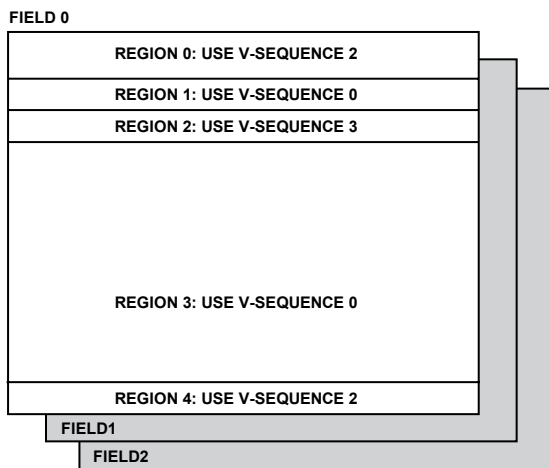 FIELD 0
REGION 0: USE V-SEQUENCE 2
REGION 1: USE V-SEQUENCE 0
REGION 2: USE V-SEQUENCE 3
REGION 3: USE V-SEQUENCE 0
REGION 4: USE V-SEQUENCE 2
FIELD1
FIELD2